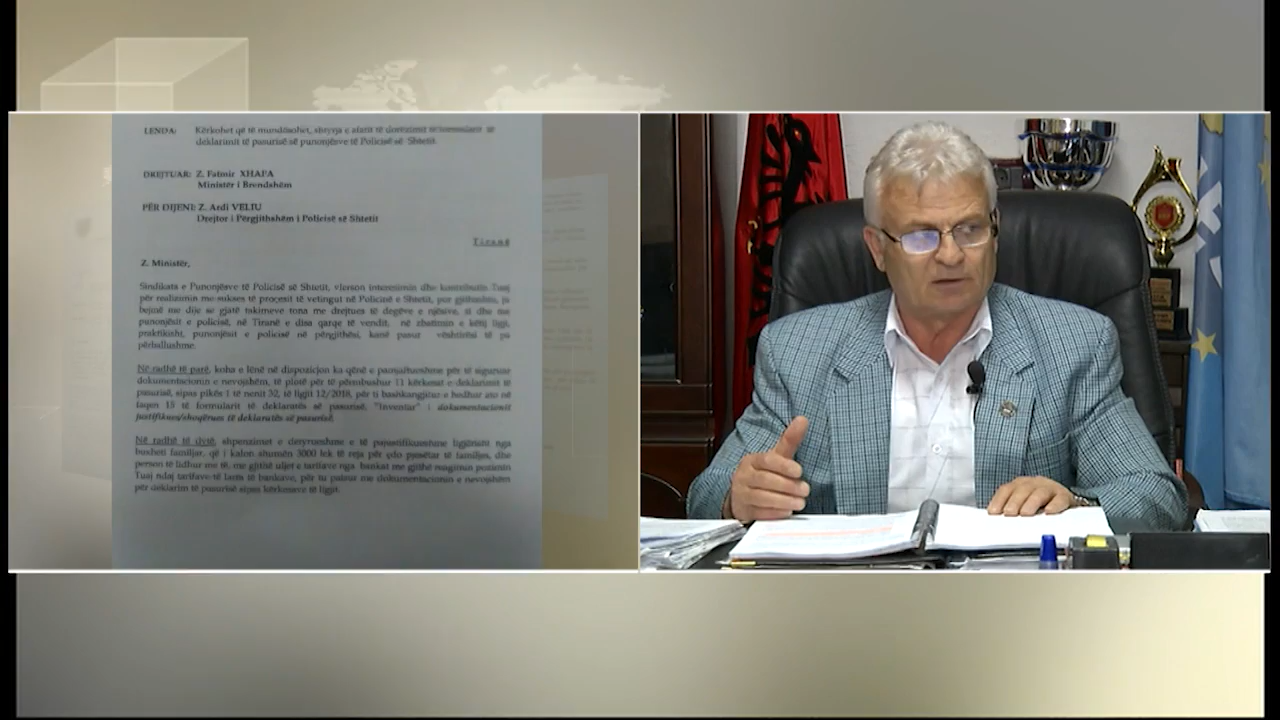 LENDA: Kërkohet që të mundësohet, shtyrja e afatit të dorëzimit të formularit të
deklarimit të pasurisë së punonjësve të Policisë së Shtetit.
DREJTUAR: Z. Fatmir XHAFA
Ministër i Brendshëm
PËR DIJENI: Z. Ardi VELIU
Drejtor i Përgjithshëm i Policisë së Shtetit
Tiranë
Z. Ministër,
Sindikata e Punonjësve të Policisë së Shtetit, vlerson interesimin dhe kontributin Tuaj
për realizimin me sukses të procesit të vetingut në Policinë e Shtetit, por gjithashtu, ju
bejmë me dije se gjatë takimeve tona me drejtues të degëve e njësive, si dhe me
punonjësit e policisë, në Tiranë e disa qarqe të vendit, në zbatimin e këtij ligji,
praktikisht, punonjësit e policisë në përgjithësi, kanë pasur vështirësi të pa
përballushme.
Në radhë të parë, koha e lënë në dispozicion ka qënë e pamjaftueshme për të siguruar
dokumentacionin e nevojshëm, të plotë për të përmbushur 11 kërkesat e deklarimit të
pasurisë, sipas pikës 1 të nenit 32, të ligjit 12/2018, për ti bashkangjitur e hedhur ato në
faqen 15 të formularit të deklaratës së pasurisë, "Inventar" i dokumentacionit
justifikues/shoqërues të deklaratës së pasurisë.
Në radhë të dytë, shpenzimet e detyrueshme e të pajustifikueshme ligjërisht nga
buxheti familjar, që i kalon shumën 3000 lek të reja për çdo pjesëtar të familjes, dhe
person të lidhur me të, me gjithë uljet e tarifave nga bankat me gjithë reagimin pozitiv
Tuaj ndaj tarifave të larta të bankave, për tu pajisur me dokumentacionin e nevojshëm
për deklarim të pasurisë sipas kërkesave të ligjit.